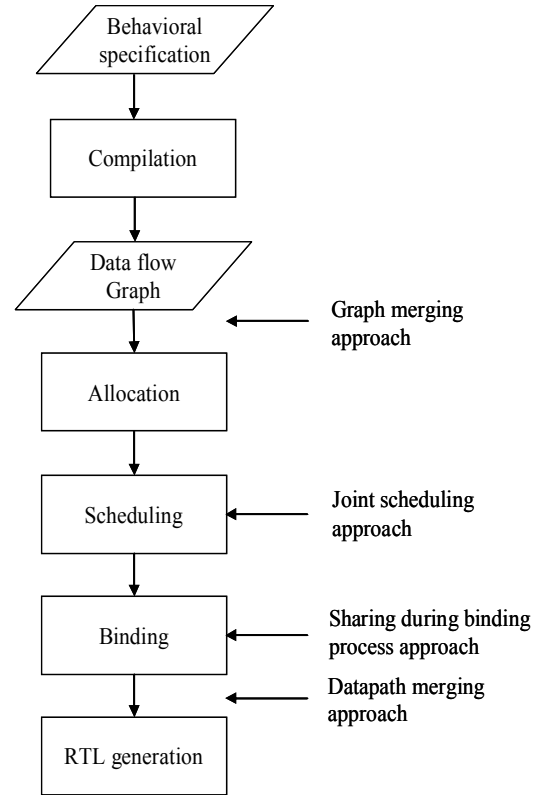 Behavioral
specification
Compilation
Data flow
Graph
Graph merging
approach
Allocation
Scheduling
Joint scheduling
approach
Binding
Sharing during binding
process approach
Datapath merging
approach
RTL generation